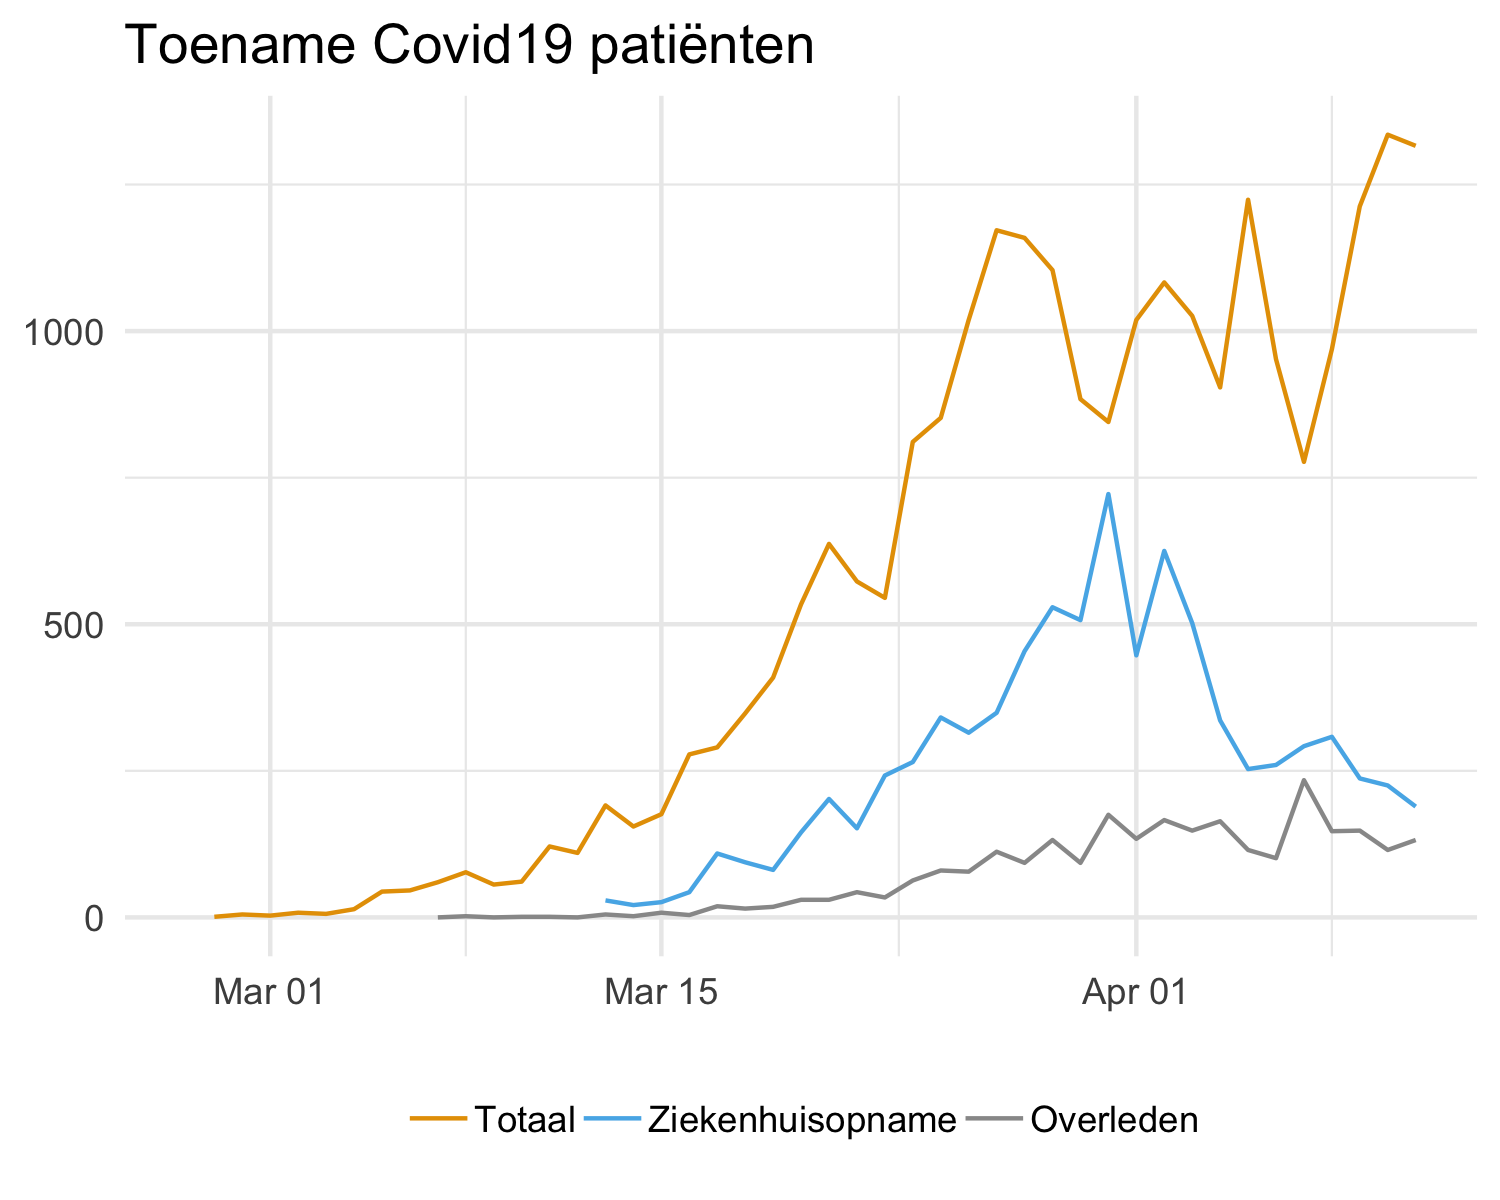 Toename Covid19 patiënten
1000
500
0
Mar 01 Mar 15 Apr 01
Totaal Ziekenhuisopname Overleden